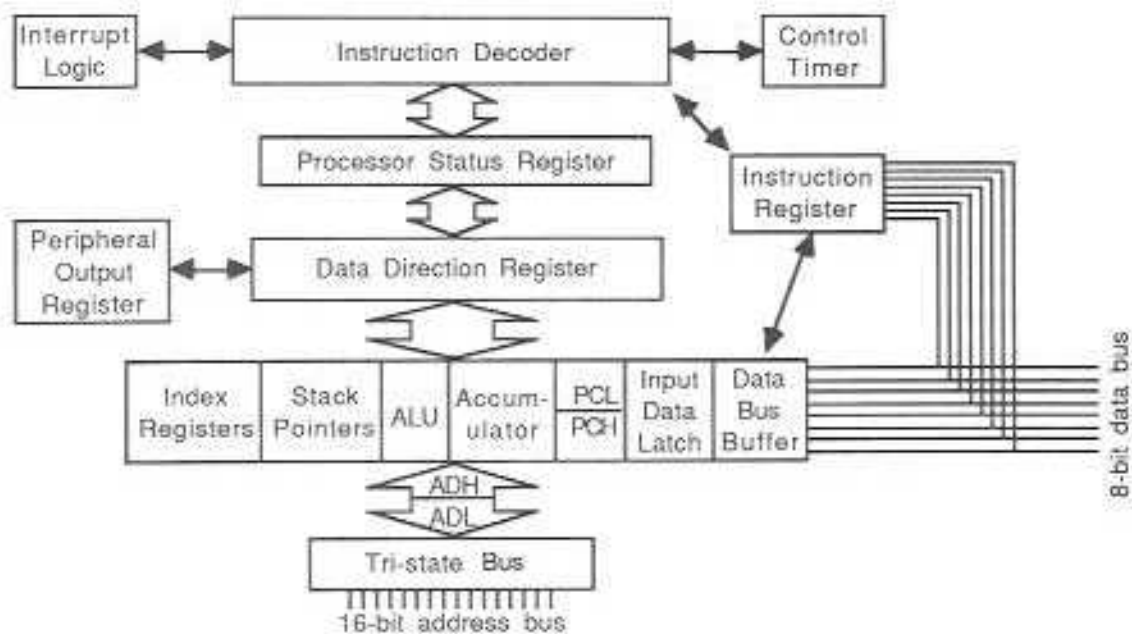 Interrupt
Logic
Instruction Decoder
Control
Timer
Processor Status Register
Instruction
Register
Peripheral
Output
Register
Data Direction Register
Index
Registers
Stack
Pointers
ALU
Accum-
ulator
PCL
PCH
Input
Data
Latch
Data
Bus
Buffer
8-bit data bus
ADH
ADL
Tri-state Bus
16-bit address bus